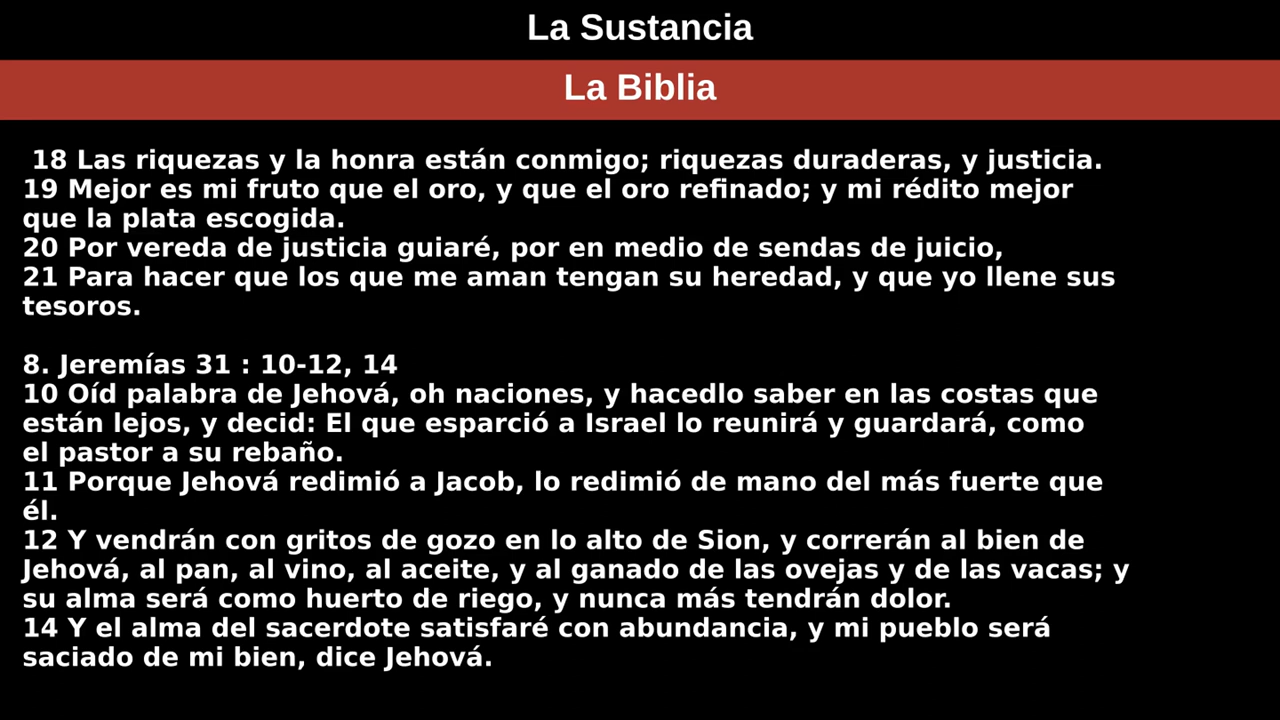 La Sustancia
La Biblia
18 Las riquezas y la honra están conmigo; riquezas duraderas, y justicia.
19 Mejor es mi fruto que el oro, y que el oro refinado; y mi rédito mejor
que la plata escogida.
20 Por vereda de justicia guiaré, por en medio de sendas de juicio,
21 Para hacer que los que me aman tengan su heredad, y que yo llene sus
tesoros.
8. Jeremías 31 : 10-12, 14
10 Oíd palabra de Jehová, oh naciones, y hacedlo saber en las costas que
están lejos, y decid: El que esparció a Israel lo reunirá y guardará, como
el pastor a su rebaño.
11 Porque Jehová redimió a Jacob, lo redimió de mano del más fuerte que
él.
12 Y vendrán con gritos de gozo en lo alto de Sion, y correrán al bien de
Jehová, al pan, al vino, al aceite, y al ganado de las ovejas y de las vacas; y
su alma será como huerto de riego, y nunca más tendrán dolor.
14 Y el alma del sacerdote satisfaré con abundancia, y mi pueblo será
saciado de mi bien, dice Jehová.